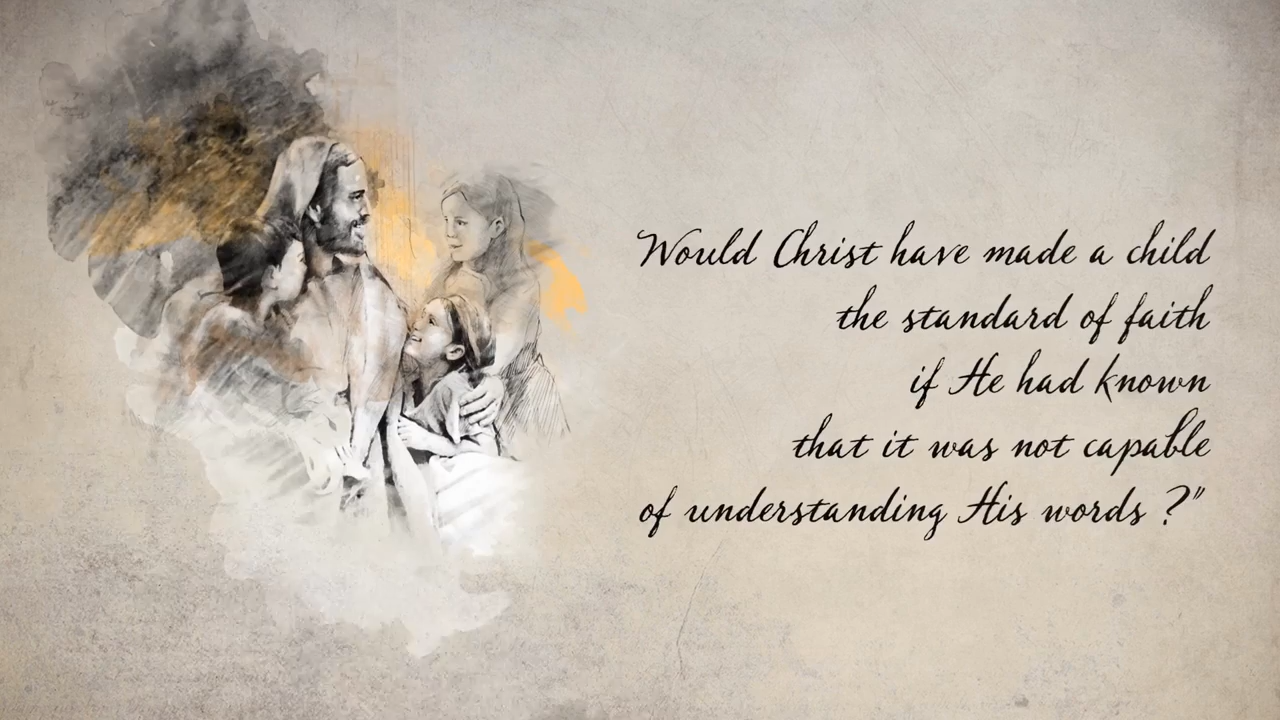 Would Christ have made a child
the standard of faith
if He had known
that it was not capable
of understanding His words ?"